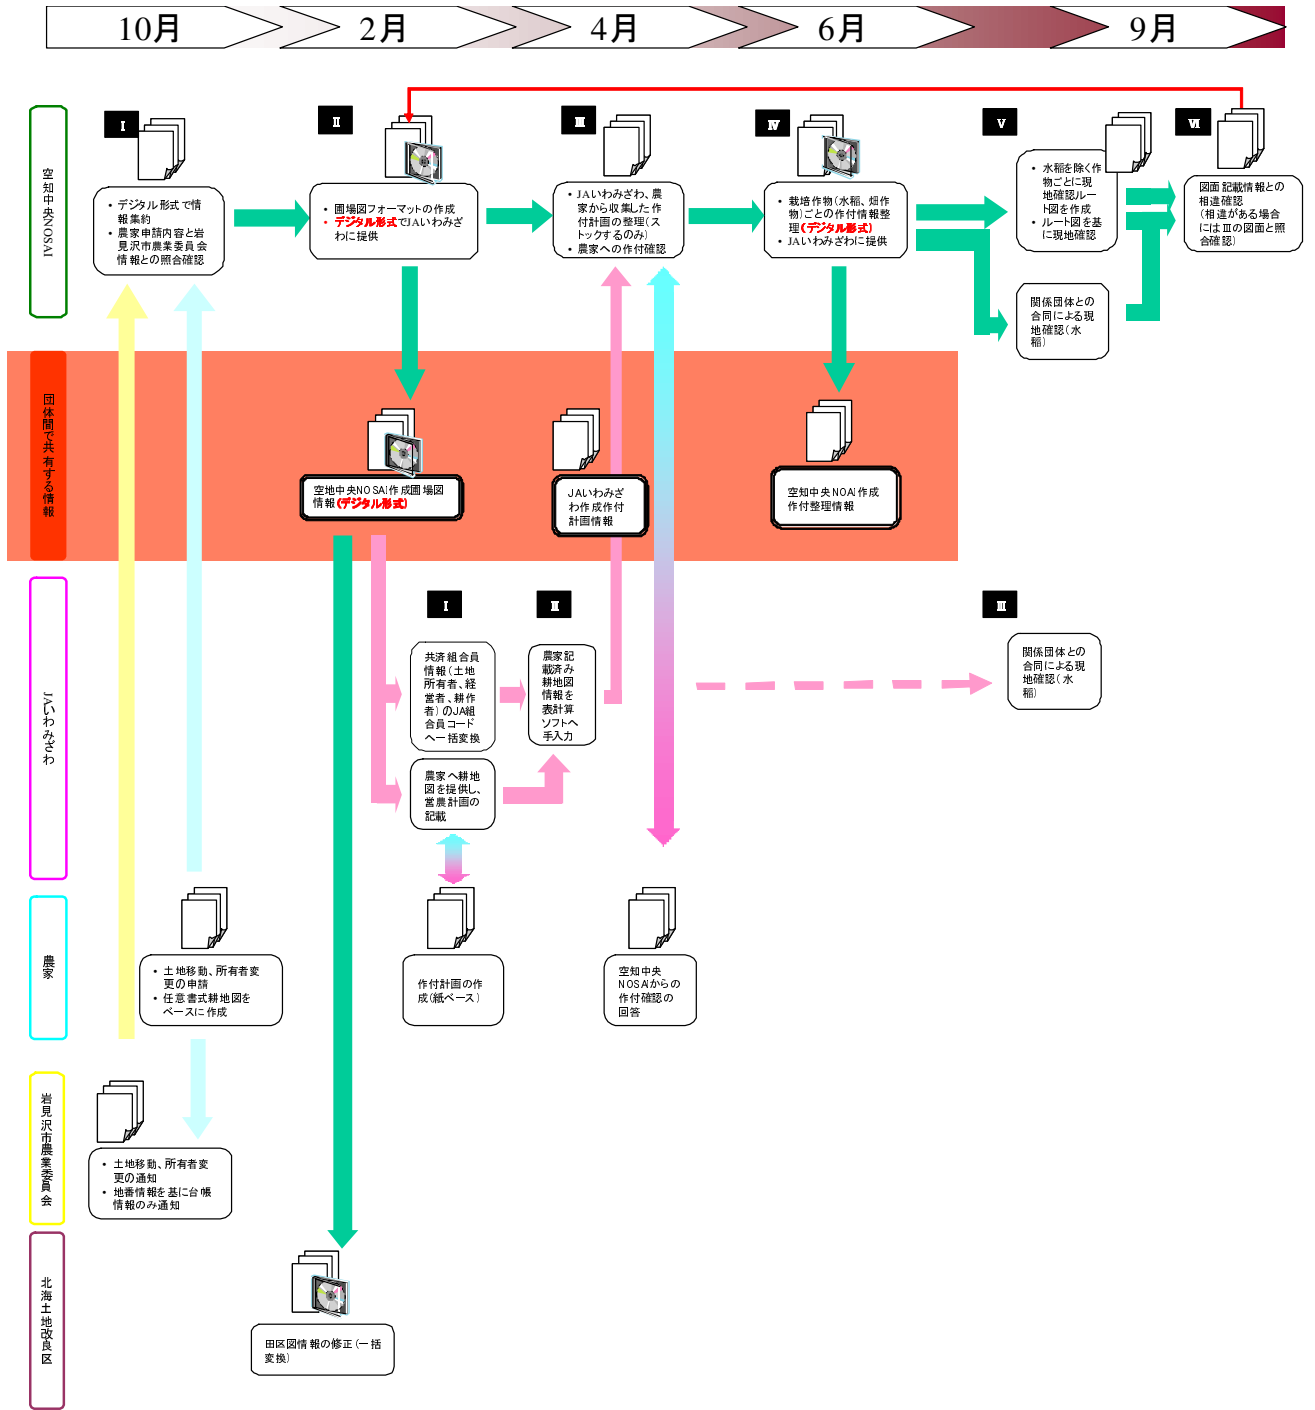 10月
2月
4月
6月
9月
空知中央NOSAI
Ⅰ
• デジタル形式で情
報集約
• 農家申請内容と岩
見沢市農業委員会
情報との照合確認
Ⅱ
• 圃場図フォーマットの作成
• デジタル形式でJAいわみざ
わに提供
Ⅲ
• JAいわみざわ、農
家から収集した作
付計画の整理(ス
トックするのみ)
• 農家への作付確認
Ⅳ
• 栽培作物(水稲、畑作
物)ごとの作付情報整
理(デジタル形式)
• JAいわみざわに提供
Ⅴ
• 水稲を除く作
物ごとに現
地確認ルー
ト図を作成
• ルート図を基
に現地確認
関係団体との
合同による現
地確認(水
稲)
Ⅵ
図面記載情報との
相違確認
(相違がある場合
にはⅢの図面と照
合確認)
団体間で共有する情報
空地中央NOSAI作成圃場図
情報(デジタル形式)
JAいわみざ
わ作成作付
計画情報
空知中央NOAI作成
作付整理情報
JAいわみざわ
Ⅰ
共済組合員
情報(土地
所有者、経
営者、耕作
者)のJA組
合員コード
へ一括変換
農家へ耕地
図を提供し、
営農計画の
記載
Ⅱ
農家記
載済み
耕地図
情報を
表計算
ソフトへ
手入力
Ⅲ
関係団体との
合同による現
地確認(水
稲)
農家
• 土地移動、所有者変
更の申請
• 任意書式耕地図を
ベースに作成
作付計画の作
成(紙ベース)
空知中央
NOSAIからの
作付確認の
回答
岩見沢市農業委員会
• 土地移動、所有者変
更の通知
• 地番情報を基に台帳
情報のみ通知
北海土地改良区
田区図情報の修正(一括
変換)